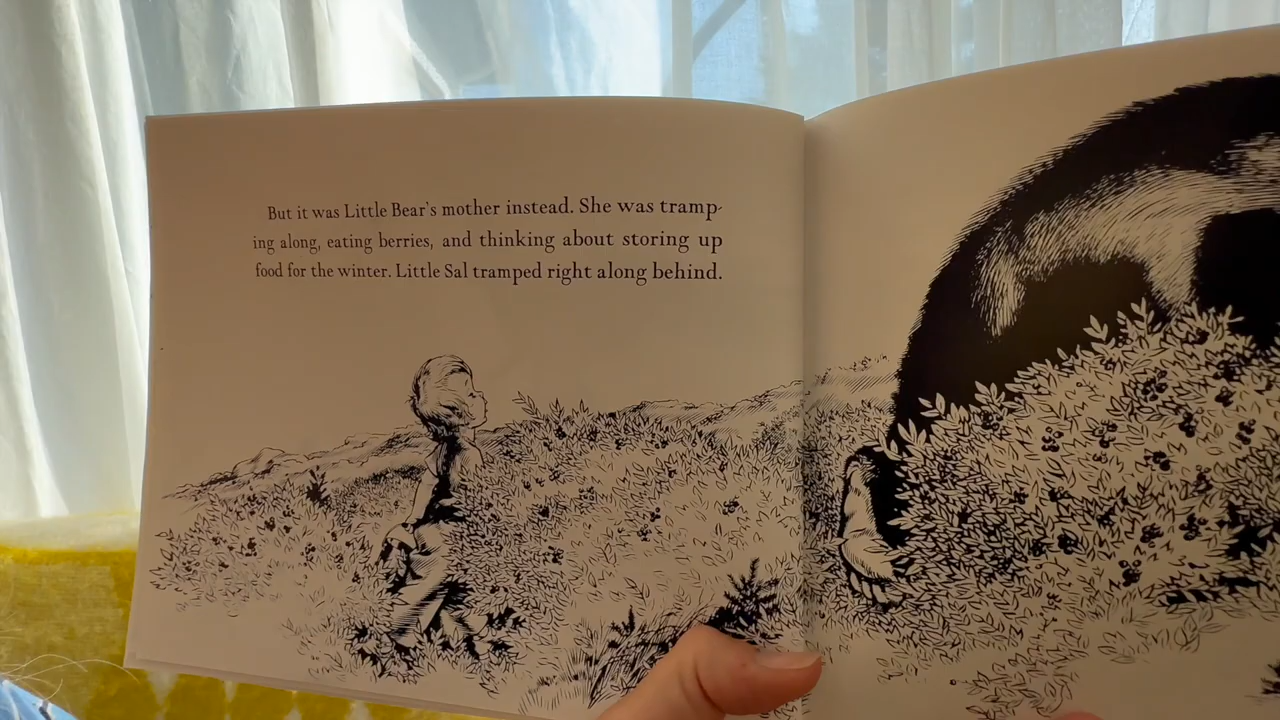 But it was Little Bear's mother instead. She was tramp-
ing along, eating berries, and thinking about storing up
food for the winter. Little Sal tramped right along behind.